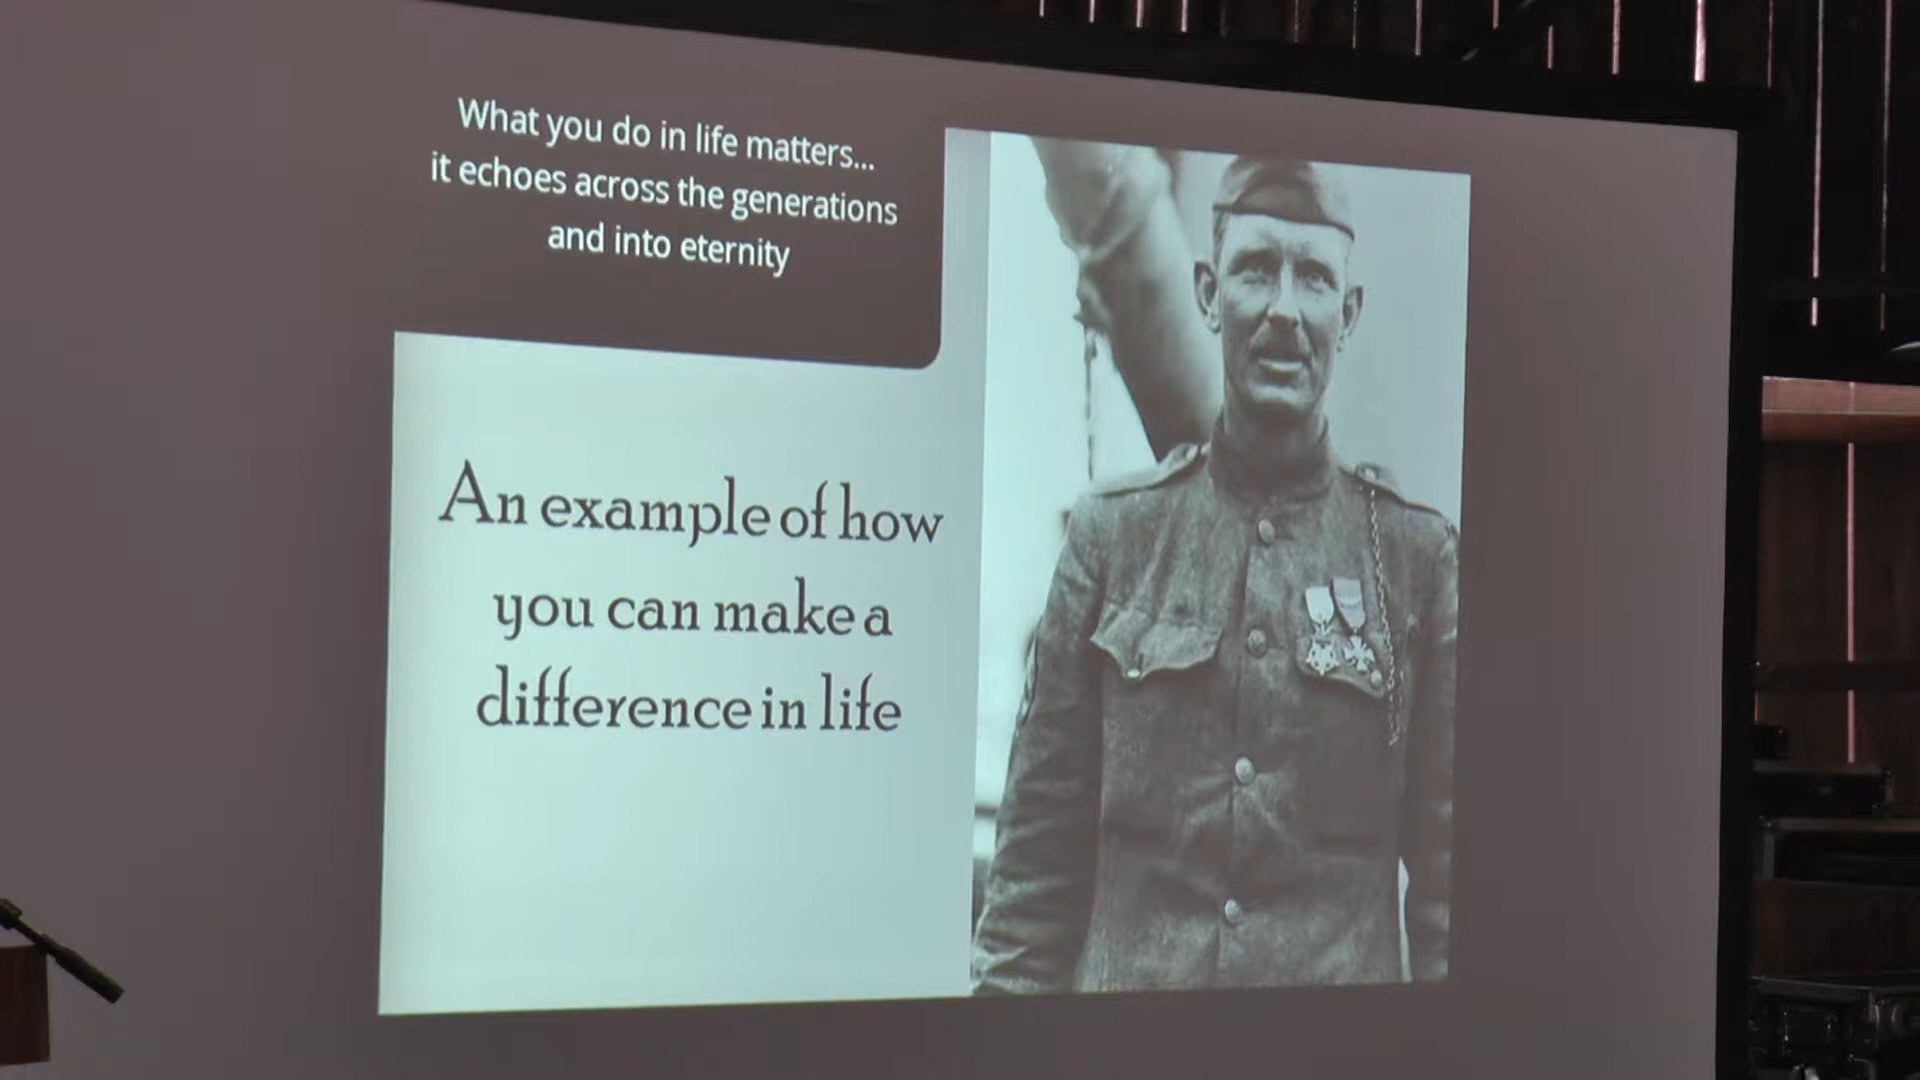 What you do in life matters...
it echoes across the generations
and into eternity
An example of how
you can make a
difference in life